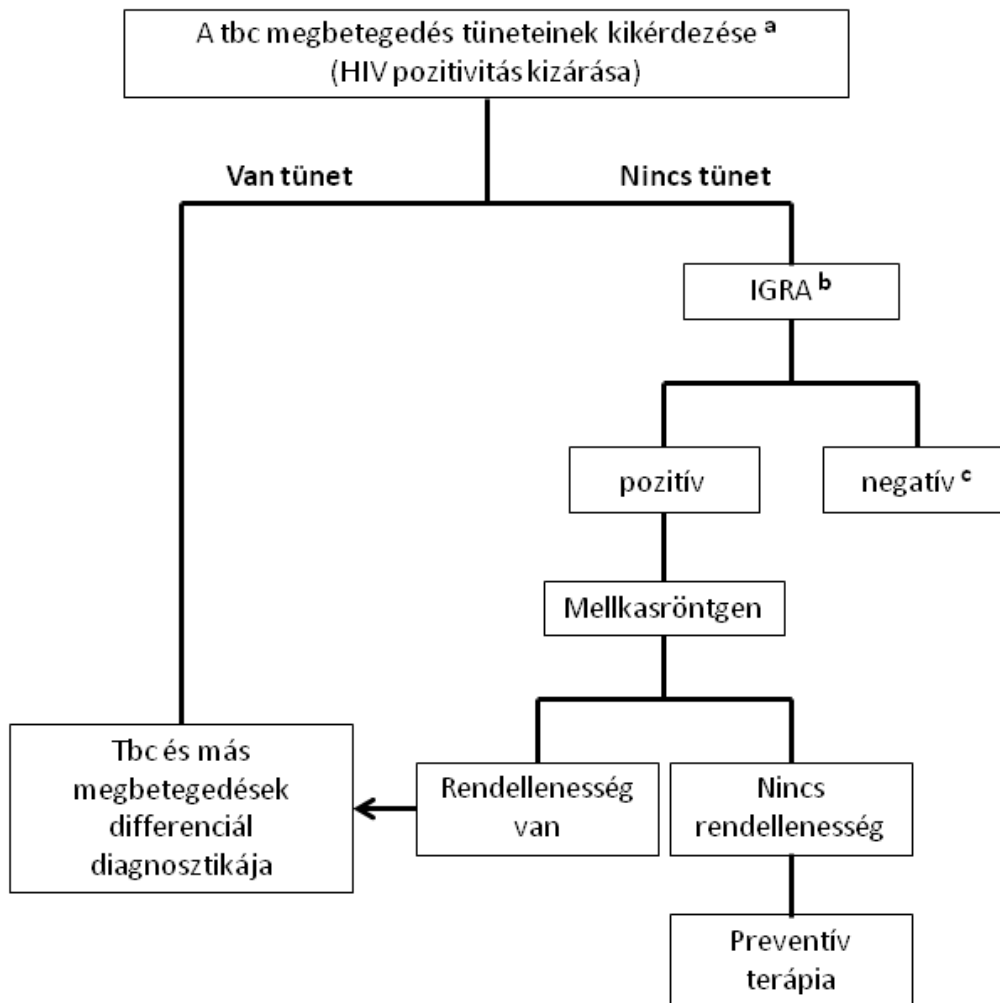 A tbc megbetegedés tüneteinek kikérdezése a
(HIV pozitivitás kizárása)
Van tünet
Nincs tünet
IGRA b
pozitív
negatív c
Mellkasröntgen
Tbc és más
megbetegedések
differenciál
diagnosztikája
Rendellenesség
van
Nincs
rendellenesség
Preventív
terápia